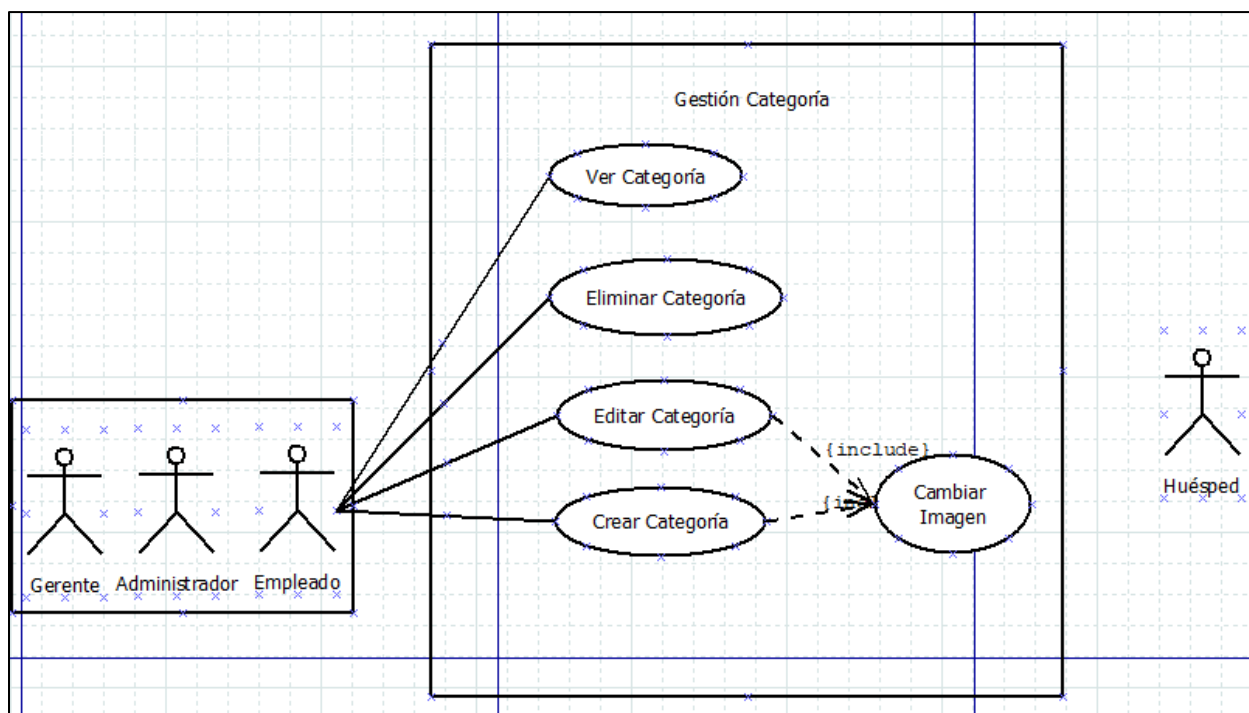 Gestión Categoría
Ver Categoría
Eliminar Categoría
Editar Categoría
{include}
Crear Categoría
Cambiar
Imagen
Gerente
Administrador
Empleado
Huésped